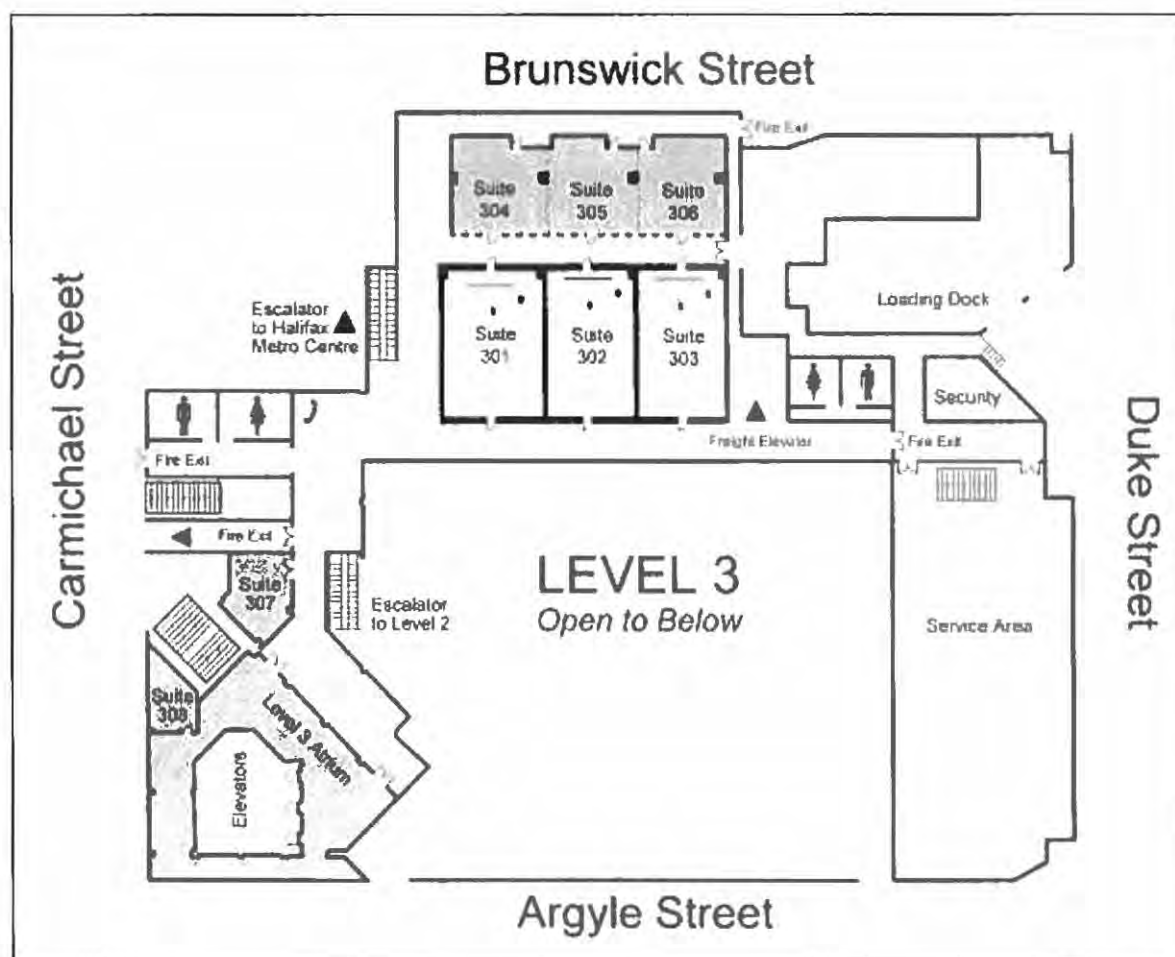 Brunswick Street
Fire Exit
Suite
304
Suite
305
Suite
306
Escalator
to Halifax
Metro Centre
Suite
301
Suite
302
Suite
303
Loading Dock
Security
Carmichael Street
Duke Street
Fire Exit
Freight Elevator
Fire Exit
Fire Exit
LEVEL 3
Open to Below
Suite
307
Escalator
to Level 2
Service Area
Suite
308
Level 3 Atrium
Elevators
Argyle Street